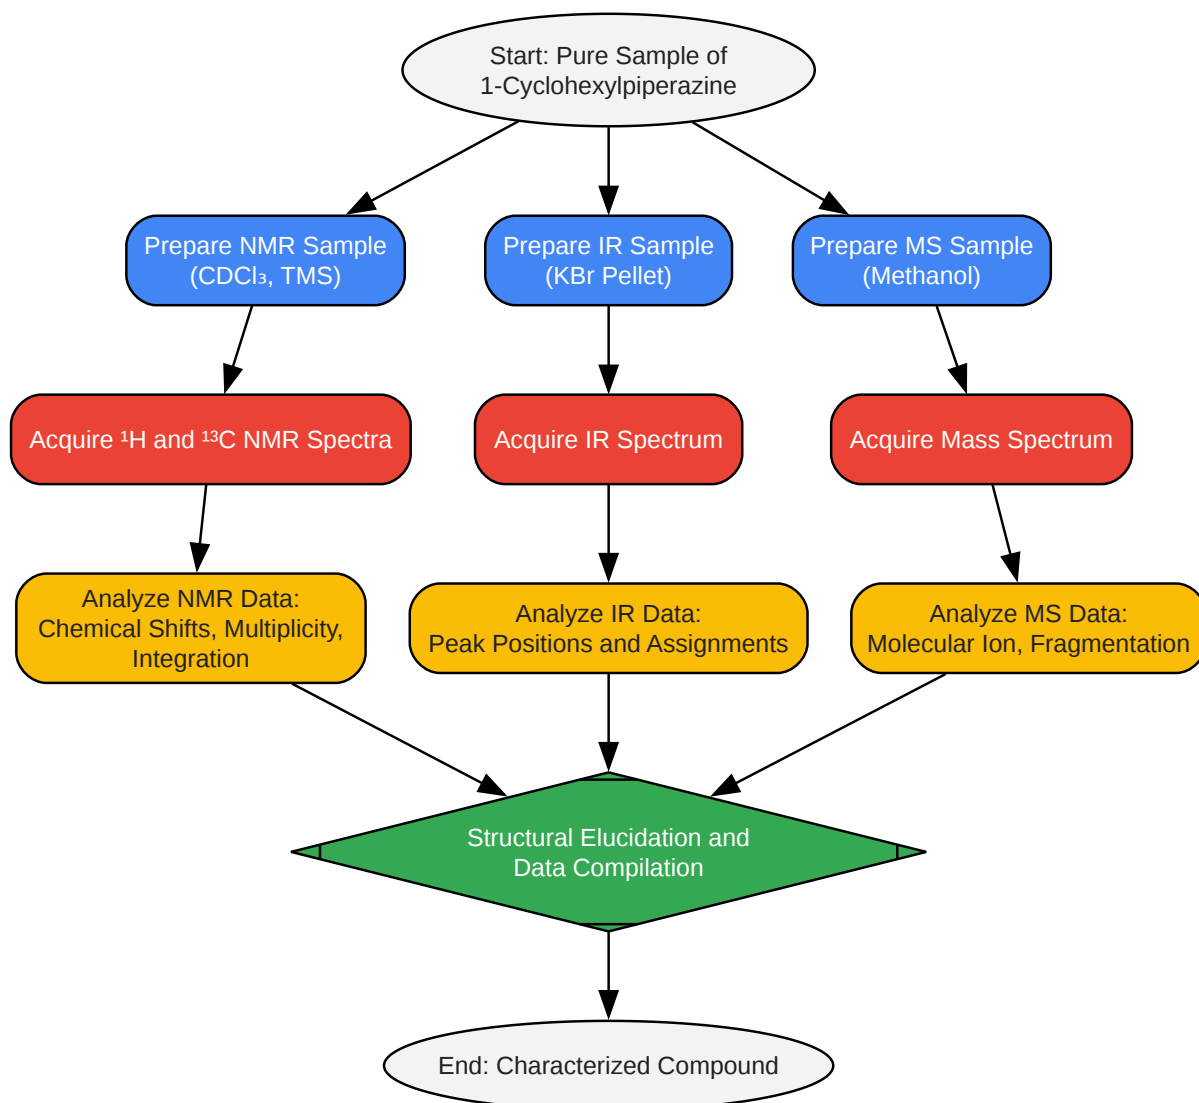 Start: Pure Sample of
1-Cyclohexylpiperazine
Prepare NMR Sample
(CDCl₃, TMS)
Prepare IR Sample
(KBr Pellet)
Prepare MS Sample
(Methanol)
Acquire ¹H and ¹³C NMR Spectra
Acquire IR Spectrum
Acquire Mass Spectrum
Analyze NMR Data:
Chemical Shifts, Multiplicity,
Integration
Analyze IR Data:
Peak Positions and Assignments
Analyze MS Data:
Molecular Ion, Fragmentation
Structural Elucidation and
Data Compilation
End: Characterized Compound